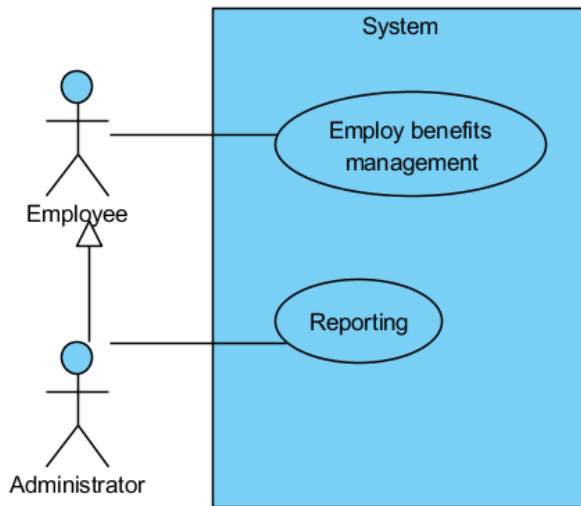 System
Employ benefits
management
Employee
Reporting
Administrator